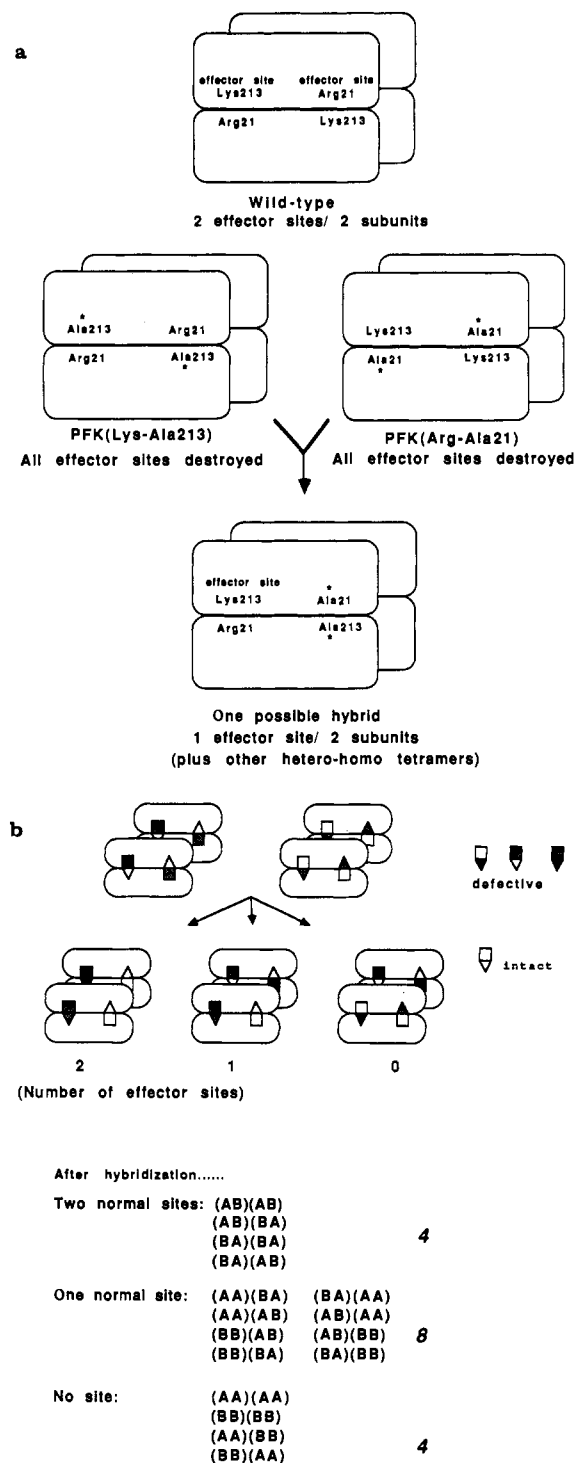 a
effector site effector site
Lys213 Arg21
Arg21 Lys213
Wild-type
2 effector sites/ 2 subunits
* *
Ala213 Arg21 Lys213 Ala21
Arg21 Ala213 Ala21 Lys213
* *
PFK(Lys-Ala213) PFK(Arg-Ala21)
All effector sites destroyed All effector sites destroyed
effector site *
Lys213 Ala21
Arg21 Ala213
*
One possible hybrid
1 effector site/ 2 subunits
(plus other hetero-homo tetramers)
b
defective
intact
2 1 0
(Number of effector sites)
After hybridization......
Two normal sites: (AB)(AB)
(AB)(BA)
(BA)(BA) 4
(BA)(AB)
One normal site: (AA)(BA) (BA)(AA)
(AA)(AB) (AB)(AA)
(BB)(AB) (AB)(BB) 8
(BB)(BA) (BA)(BB)
No site: (AA)(AA)
(BB)(BB)
(AA)(BB)
(BB)(AA) 4